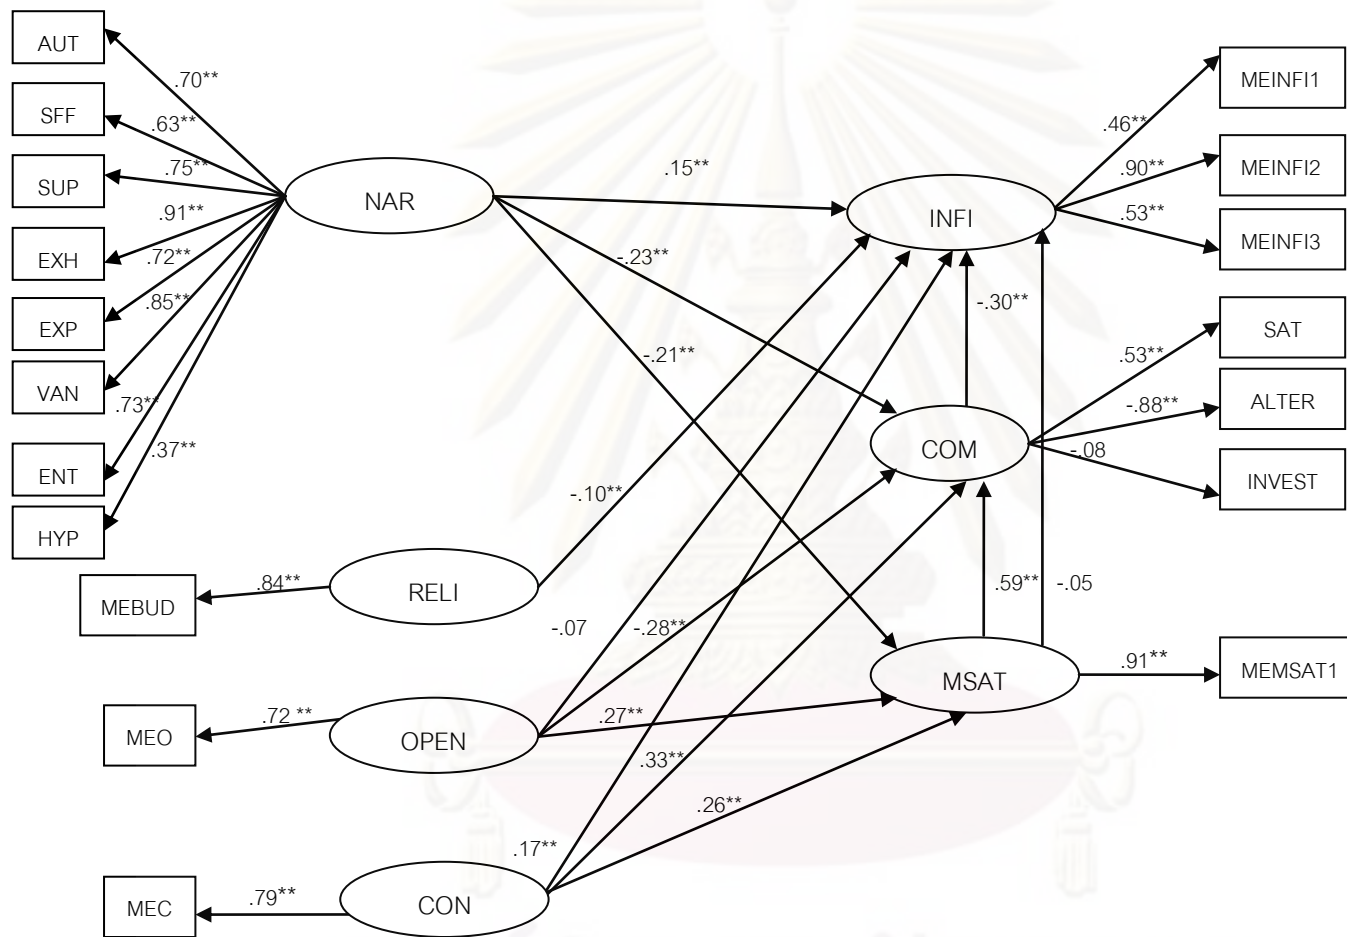 AUT
.70**
SFF
.63**
SUP
.75**
EXH
.91**
EXP
.72**
VAN
.85**
ENT
.73**
HYP
.37**
NAR
.15**
-.23**
-.21**
INFI
.46**
MEINFI1
.90**
MEINFI2
.53**
MEINFI3
-.30**
SAT
.53**
ALTER
-.88**
COM
-.08
INVEST
-.10**
MEBUD
.84**
RELI
-.07
-.28**
.59**
-.05
MSAT
.91**
MEMSAT1
MEO
.72 **
OPEN
.27**
.33**
.26**
.17**
MEC
.79**
CON